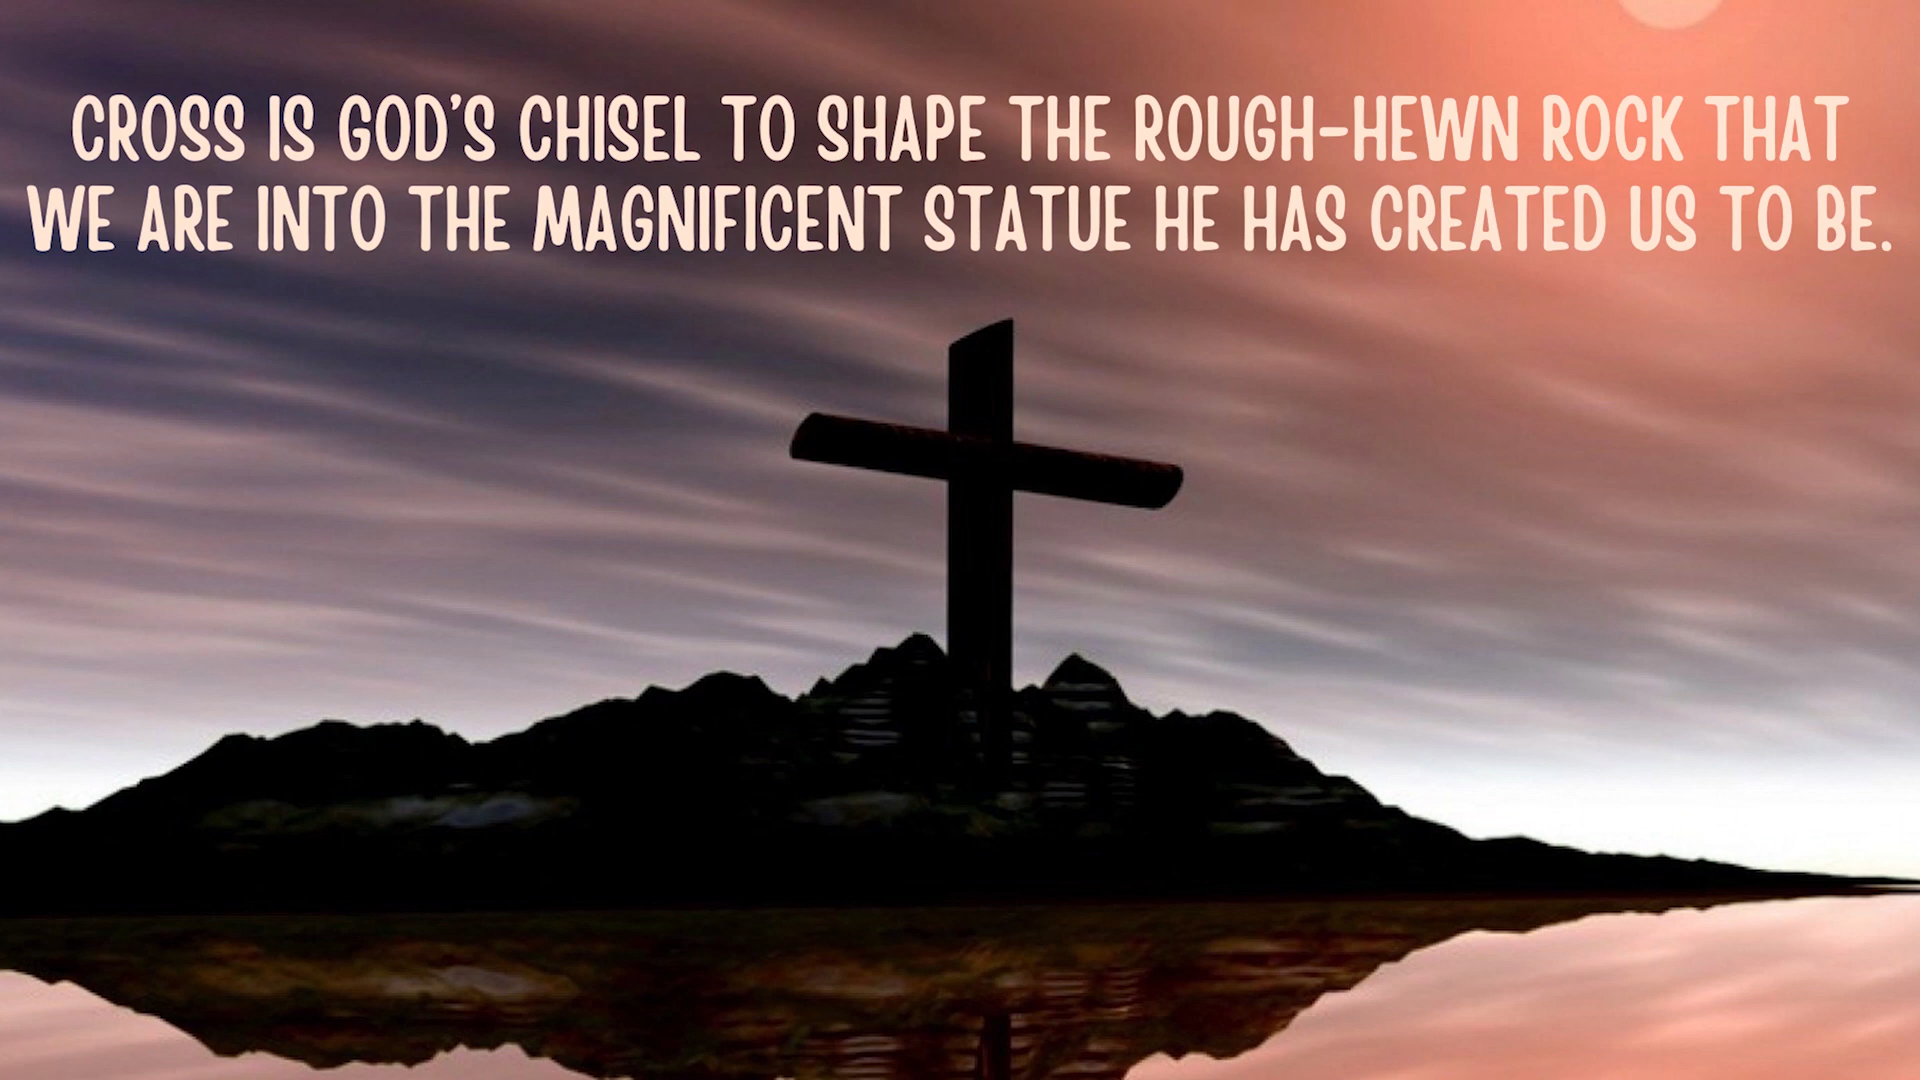 CROSS IS GOD'S CHISEL TO SHAPE THE ROUGH-HEWN ROCK THAT
WE ARE INTO THE MAGNIFICENT STATUE HE HAS CREATED US TO BE.